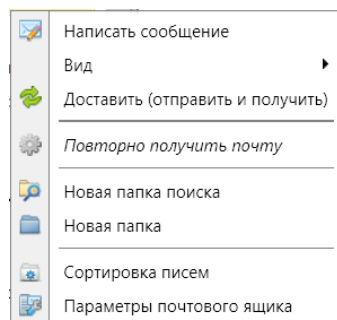 Написать сообщение
Вид
Доставить (отправить и получить)
Повторно получить почту
Новая папка поиска
Новая папка
Сортировка писем
Параметры почтового ящика